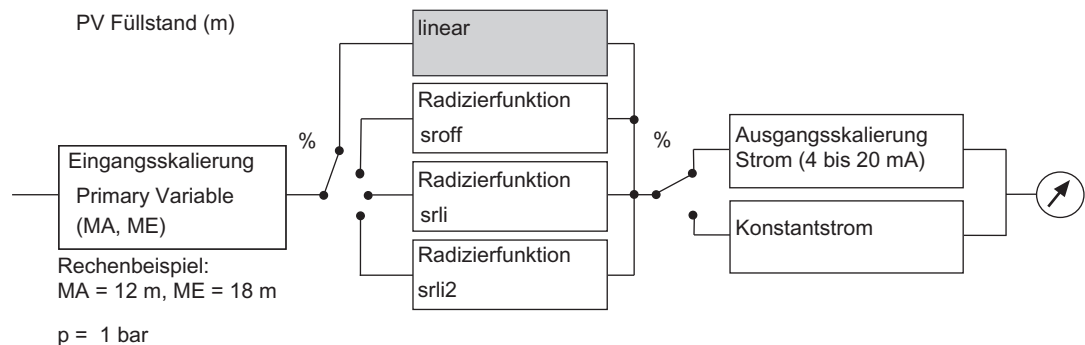 PV Füllstand (m)
linear
Radizierfunktion
sroff
%
%
Eingangsskalierung
Primary Variable
(MA, ME)
Radizierfunktion
srli
Ausgangsskalierung
Strom (4 bis 20 mA)
Radizierfunktion
srli2
Konstantstrom
Rechenbeispiel:
MA = 12 m, ME = 18 m
p = 1 bar